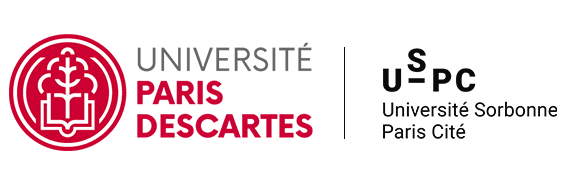 UNIVERSITÉ
PARIS
DESCARTES
USPC
Université Sorbonne
Paris Cité